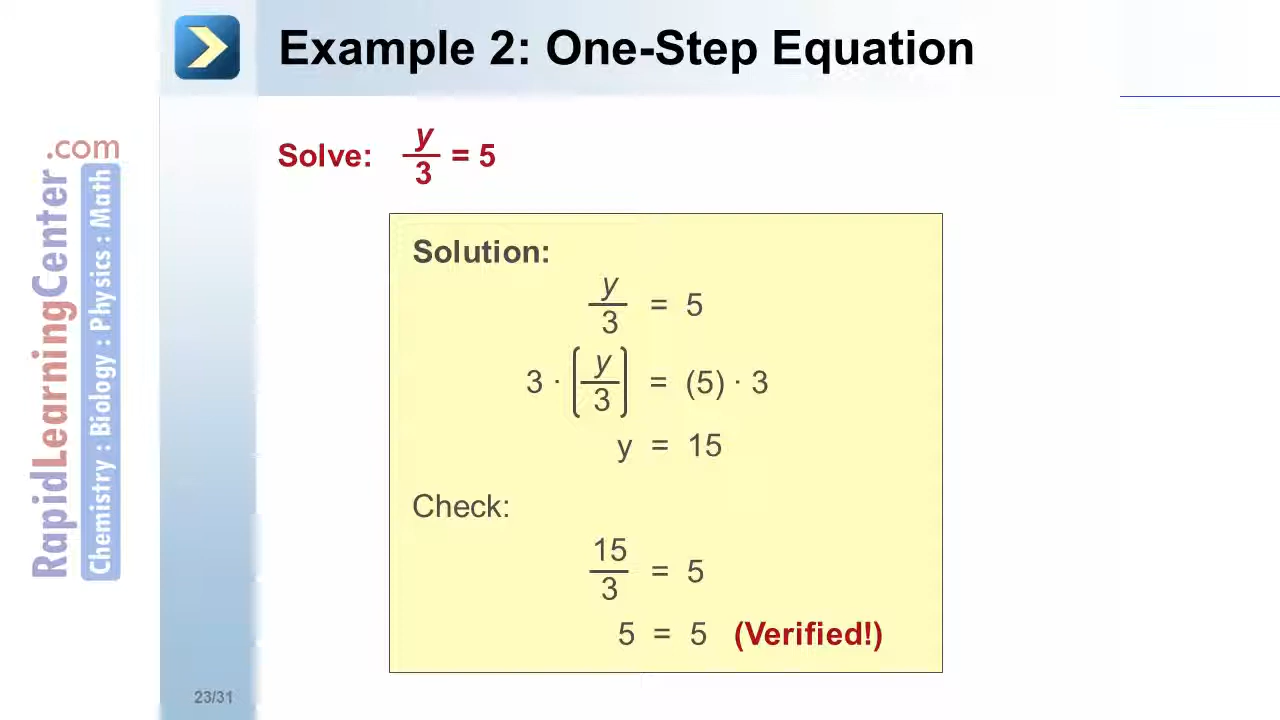 Example 2: One-Step Equation
Solve: y/3 = 5
Solution:
y/3 = 5
3 · [y/3] = (5) · 3
y = 15
Check:
15/3 = 5
5 = 5 (Verified!)
RapidLearningCenter.com
Chemistry : Biology : Physics : Math
23/31